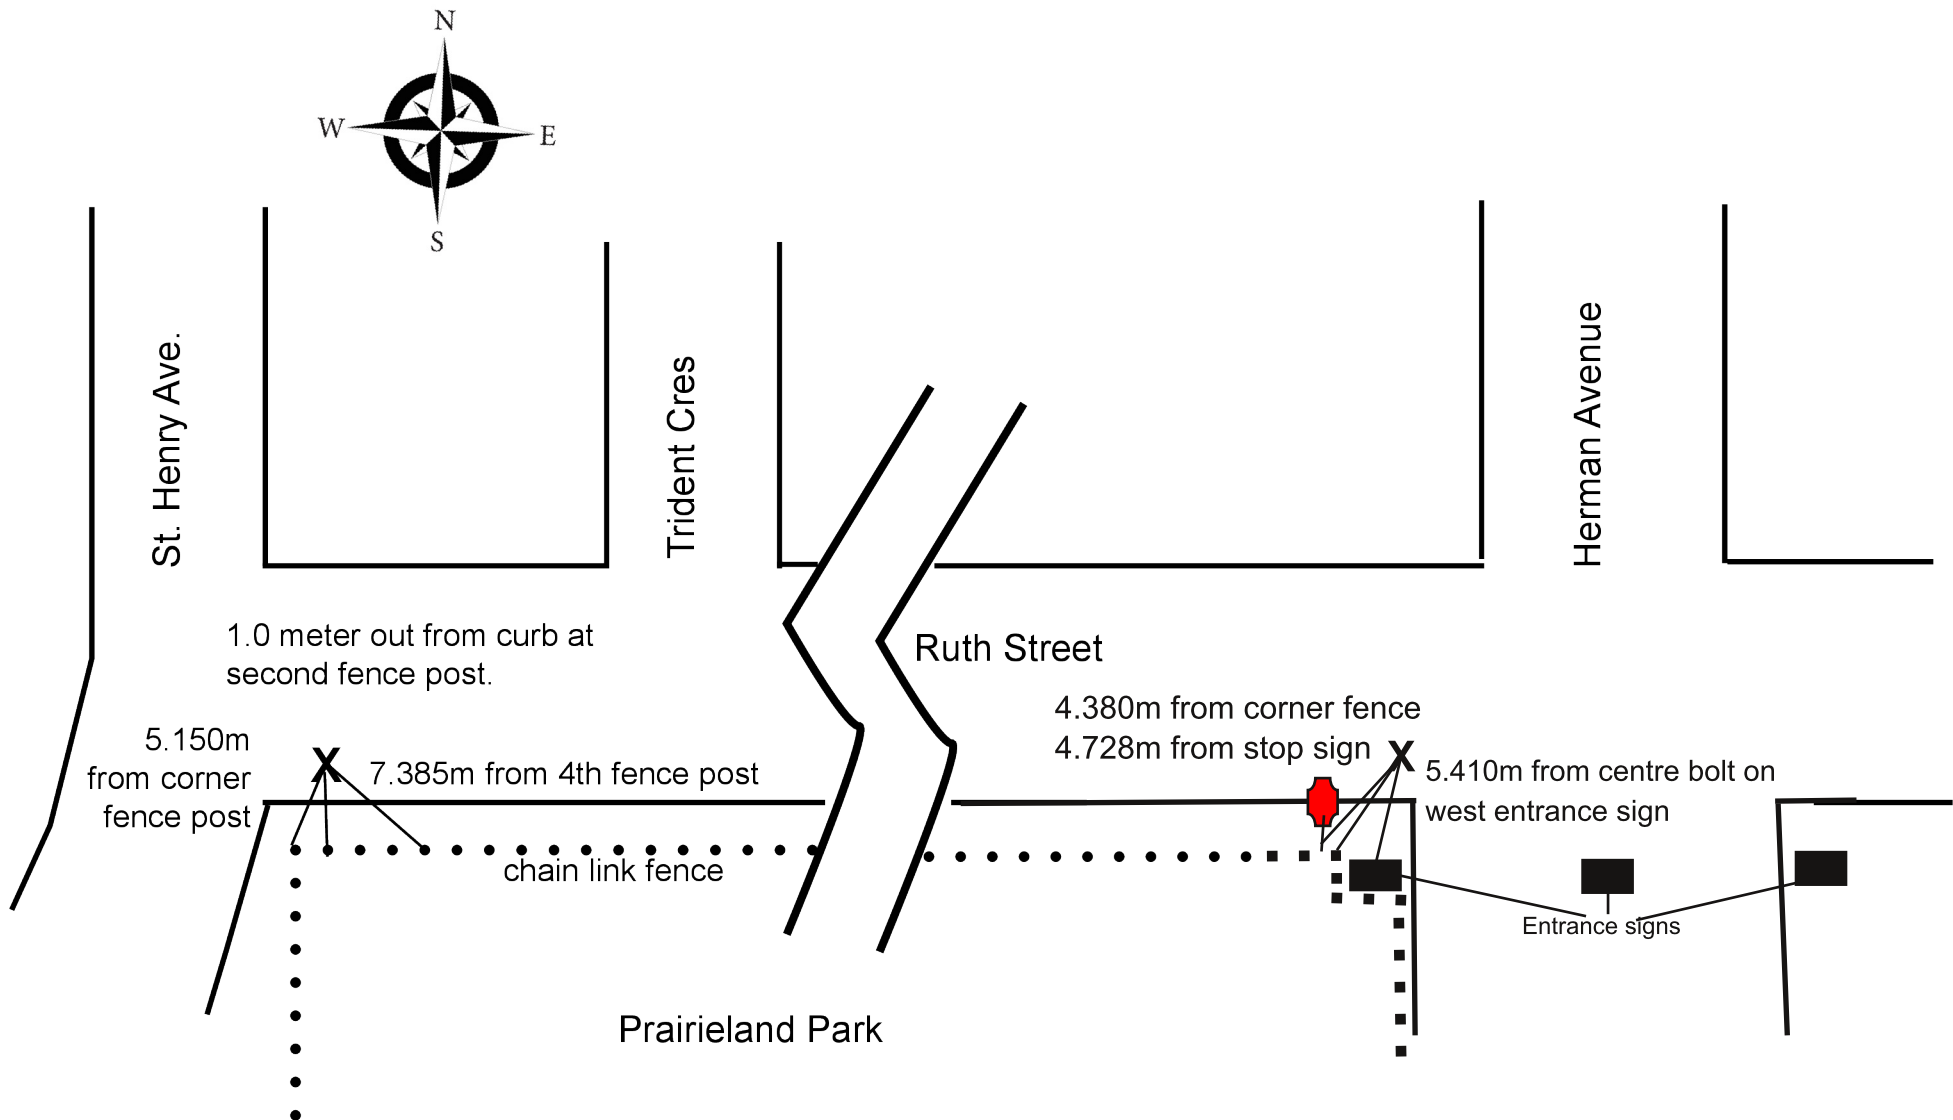 N
W
E
S
St. Henry Ave.
Trident Cres
Herman Avenue
1.0 meter out from curb at
second fence post.
Ruth Street
5.150m
from corner
fence post
7.385m from 4th fence post
X
chain link fence
4.380m from corner fence
4.728m from stop sign
X
5.410m from centre bolt on
west entrance sign
Entrance signs
Prairieland Park